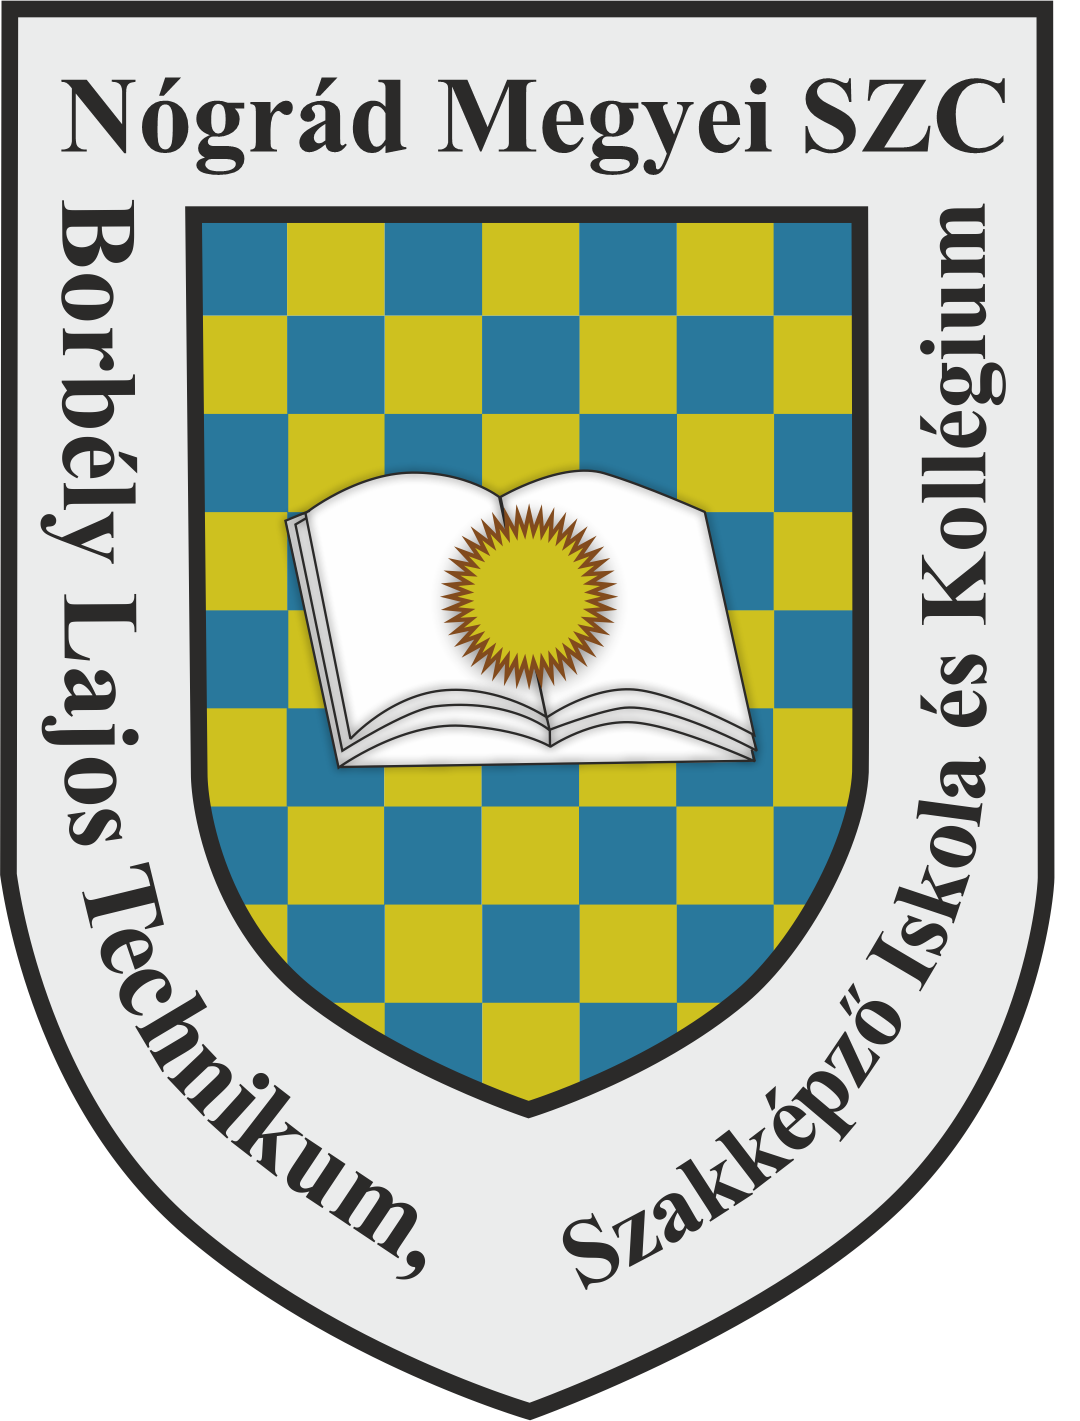 Nógrád Megyei SZC
Borbély Lajos Technikum,
Szakképző Iskola és Kollégium